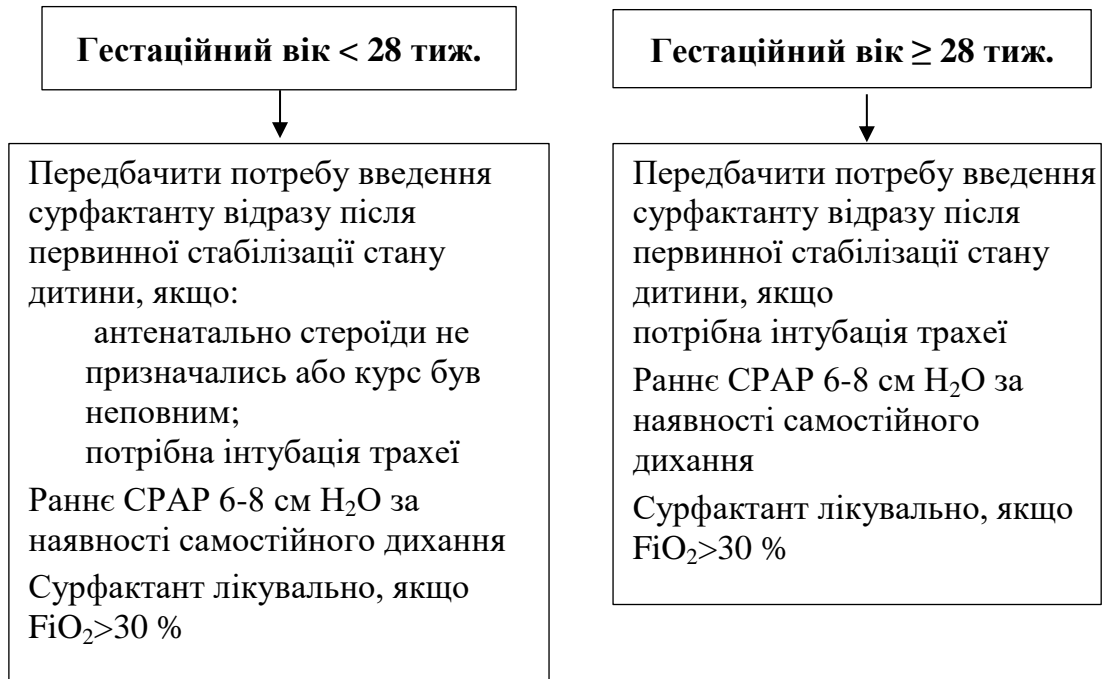 Гестаційний вік < 28 тиж.
Передбачити потребу введення
сурфактанту відразу після
первинної стабілізації стану
дитини, якщо:
антенатально стероїди не
призначались або курс був
неповним;
потрібна інтубація трахеї
Раннє СРАР 6-8 см H₂O за
наявності самостійного дихання
Сурфактант лікувально, якщо
FiO₂>30 %
Гестаційний вік ≥ 28 тиж.
Передбачити потребу введення
сурфактанту відразу після
первинної стабілізації стану
дитини, якщо
потрібна інтубація трахеї
Раннє СРАР 6-8 см H₂O за
наявності самостійного
дихання
Сурфактант лікувально, якщо
FiO₂>30 %